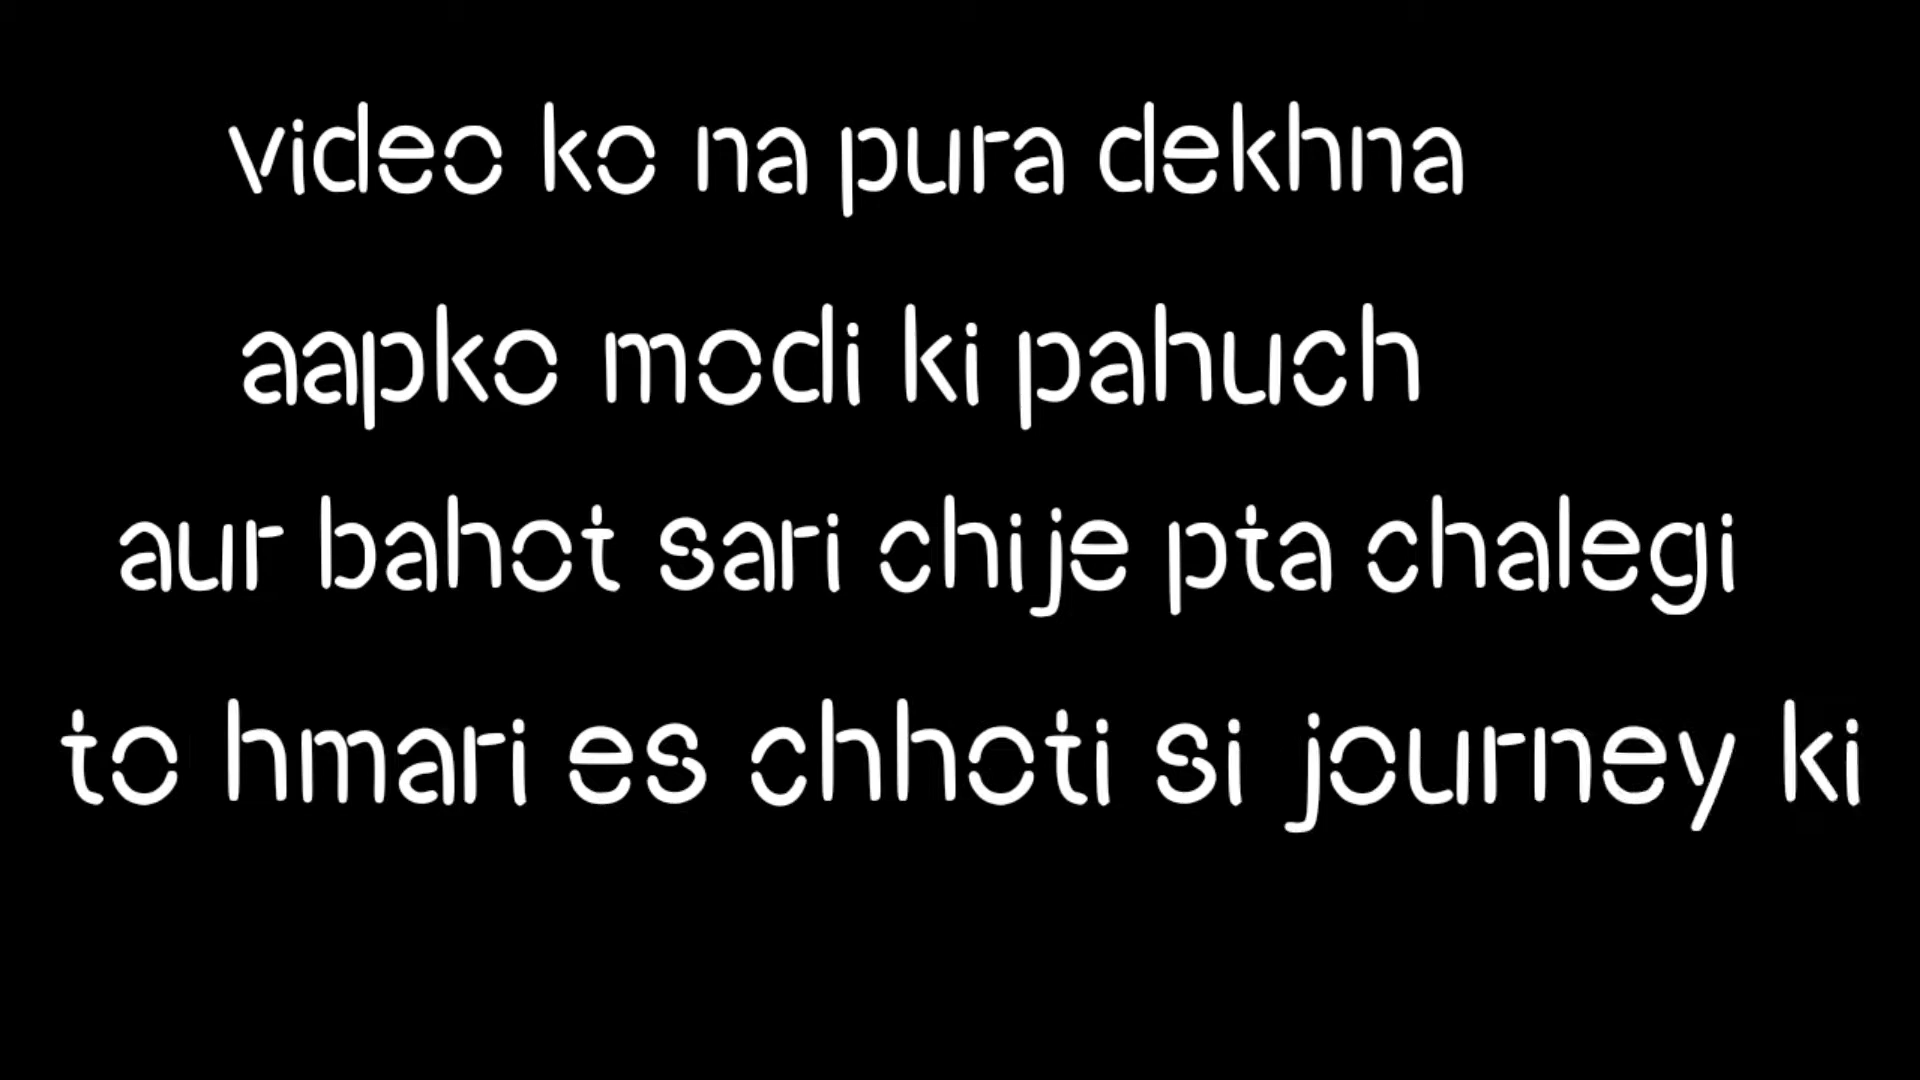 video ko na pura dekhna
aapko modi ki pahuch
aur bahot sari chije pta chalegi
to hmari es chhoti si journey ki